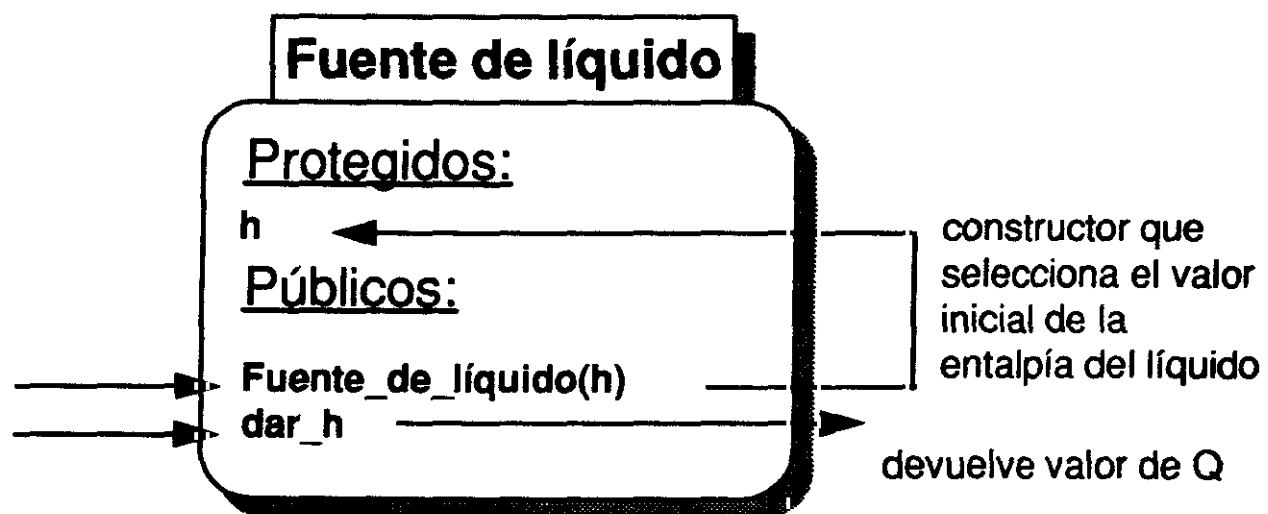 Fuente de líquido
Protegidos:
h
Públicos:
Fuente_de_líquido(h)
dar_h
constructor que
selecciona el valor
inicial de la
entalpía del líquido
devuelve valor de Q